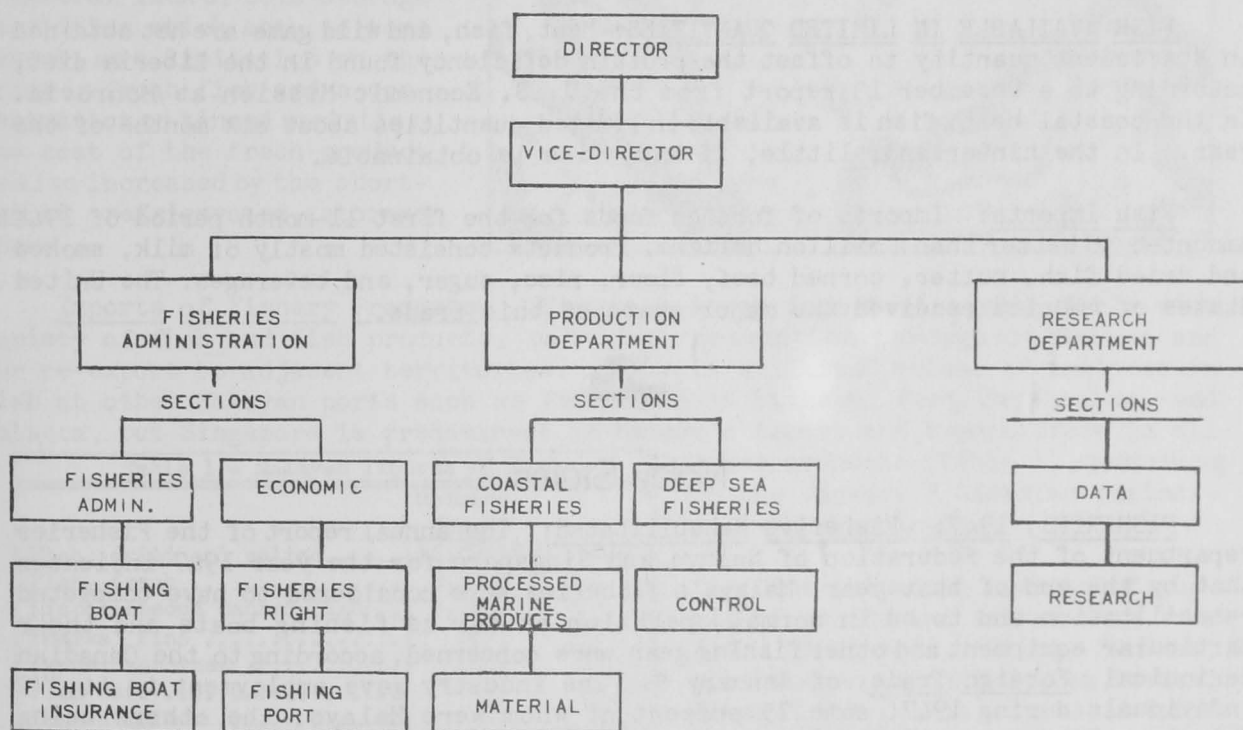 DIRECTOR
VICE-DIRECTOR
FISHERIES
ADMINISTRATION
PRODUCTION
DEPARTMENT
RESEARCH
DEPARTMENT
SECTIONS
SECTIONS
SECTIONS
FISHERIES
ADMIN.
ECONOMIC
COASTAL
FISHERIES
DEEP SEA
FISHERIES
DATA
FISHING
BOAT
FISHERIES
RIGHT
PROCESSED
MARINE
PRODUCTS
CONTROL
RESEARCH
FISHING BOAT
INSURANCE
FISHING
PORT
MATERIAL